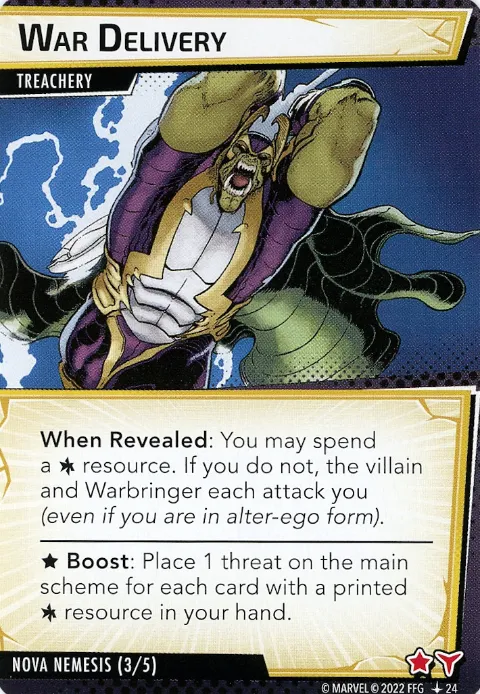 War Delivery
TREACHERY
When Revealed: You may spend
a resource. If you do not, the villain
and Warbringer each attack you
(even if you are in alter-ego form).
Boost: Place 1 threat on the main
scheme for each card with a printed
resource in your hand.
NOVA NEMESIS (3/5)
© MARVEL © 2022 FFG 24